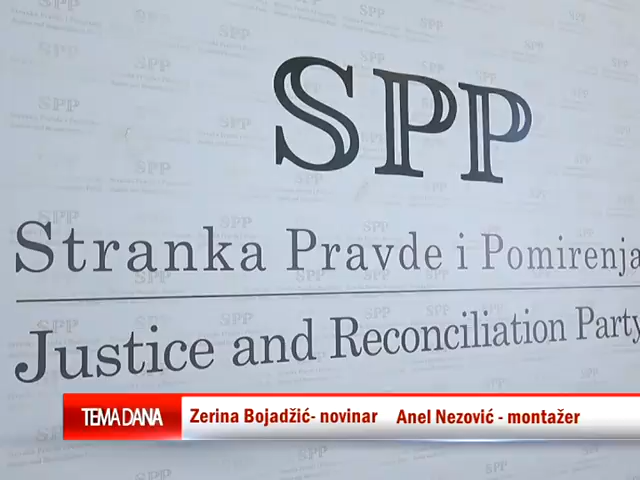 SPP
Stranka Pravde i Pomirenja
Justice and Reconciliation Party
TEMA DANA
Zerina Bojadžić- novinar Anel Nezović - montažer